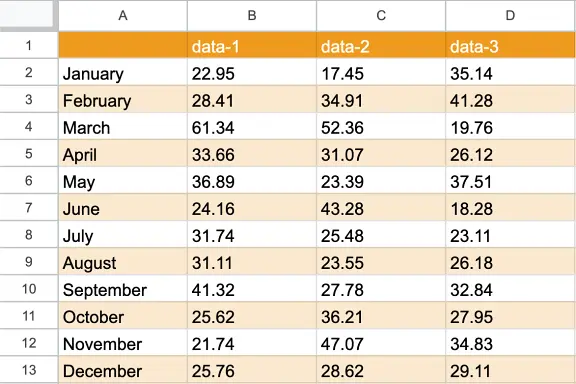 A B C D
1 data-1 data-2 data-3
2 January 22.95 17.45 35.14
3 February 28.41 34.91 41.28
4 March 61.34 52.36 19.76
5 April 33.66 31.07 26.12
6 May 36.89 23.39 37.51
7 June 24.16 43.28 18.28
8 July 31.74 25.48 23.11
9 August 31.11 23.55 26.18
10 September 41.32 27.78 32.84
11 October 25.62 36.21 27.95
12 November 21.74 47.07 34.83
13 December 25.76 28.62 29.11